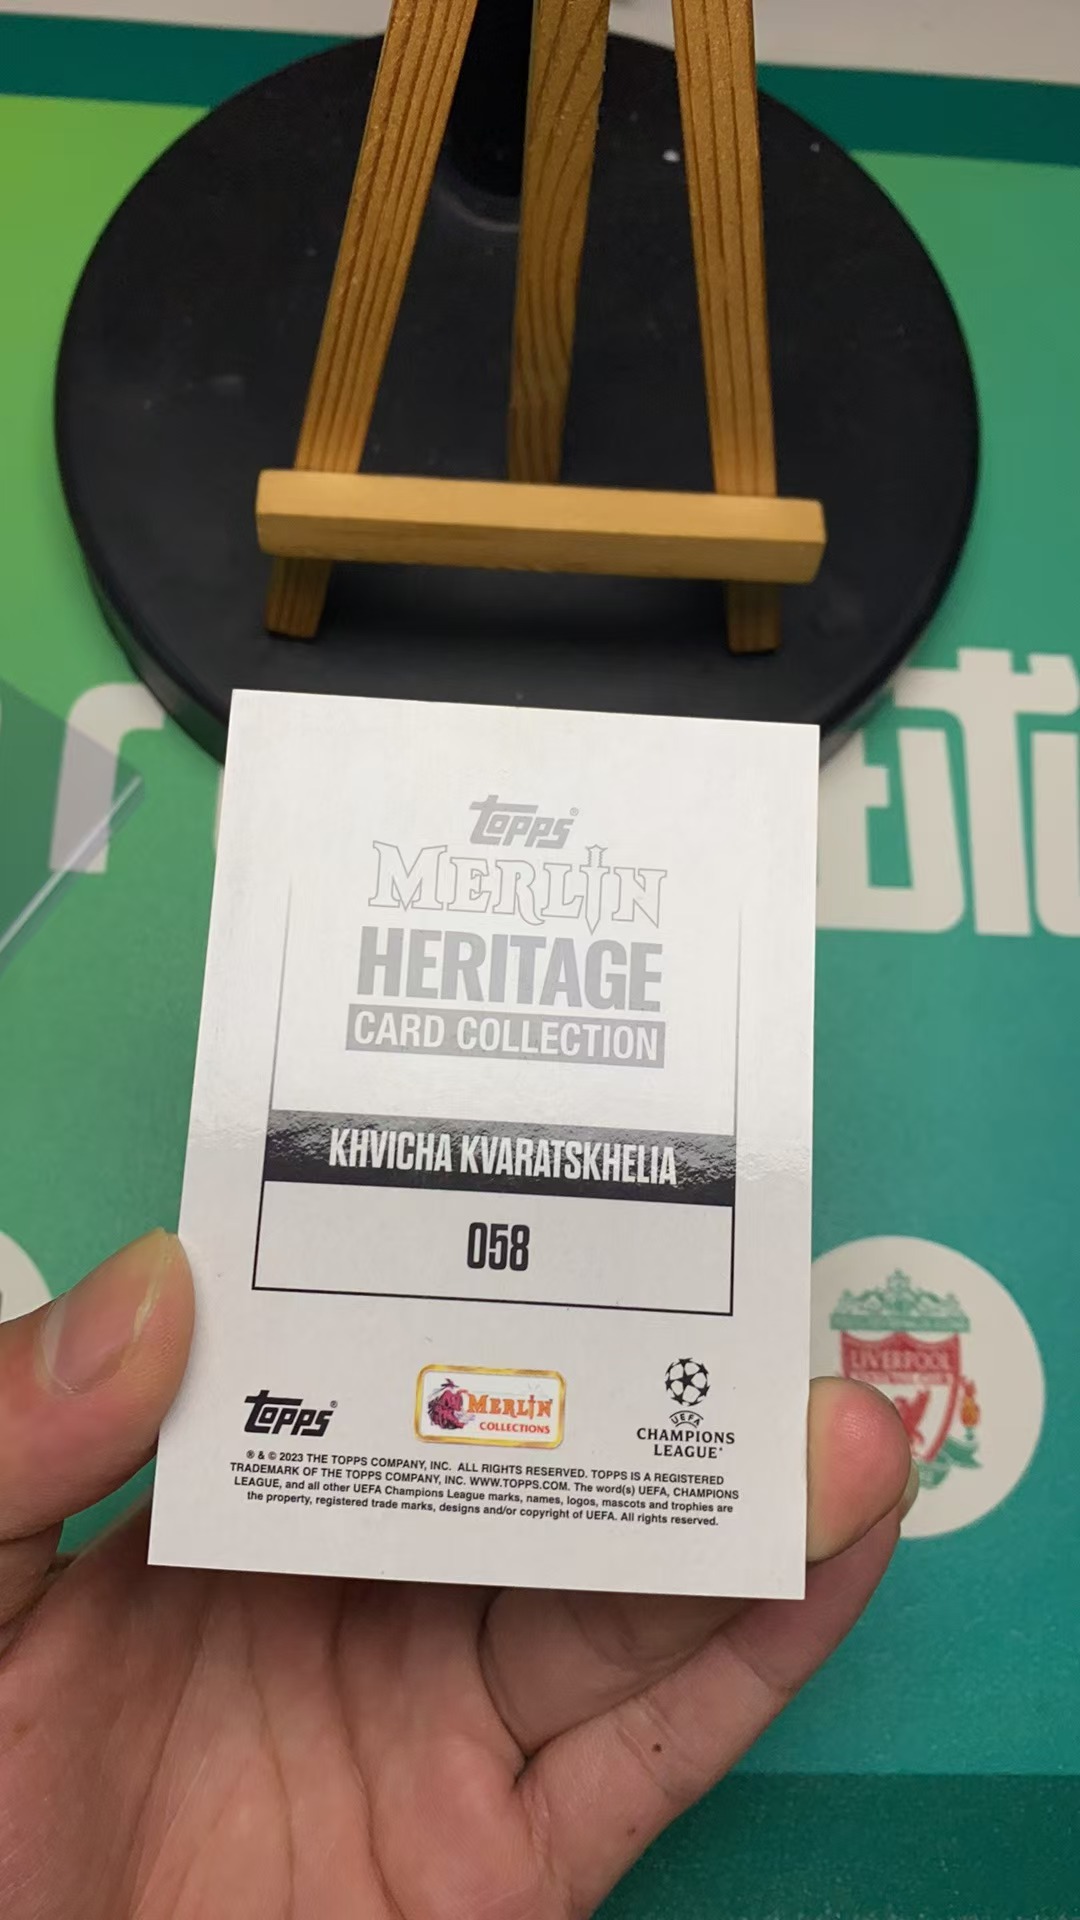 topps®
MERLIN
HERITAGE
CARD COLLECTION
KHVICHA KVARATSKHELIA
058
topps®
MERLIN
COLLECTIONS
UEFA
CHAMPIONS
LEAGUE®
® & © 2023 THE TOPPS COMPANY, INC. ALL RIGHTS RESERVED. TOPPS IS A REGISTERED
TRADEMARK OF THE TOPPS COMPANY, INC. WWW.TOPPS.COM. The word(s) UEFA, CHAMPIONS
LEAGUE, and all other UEFA Champions League marks, names, logos, mascots and trophies are
the property, registered trade marks, designs and/or copyright of UEFA. All rights reserved.
LIVERPOOL